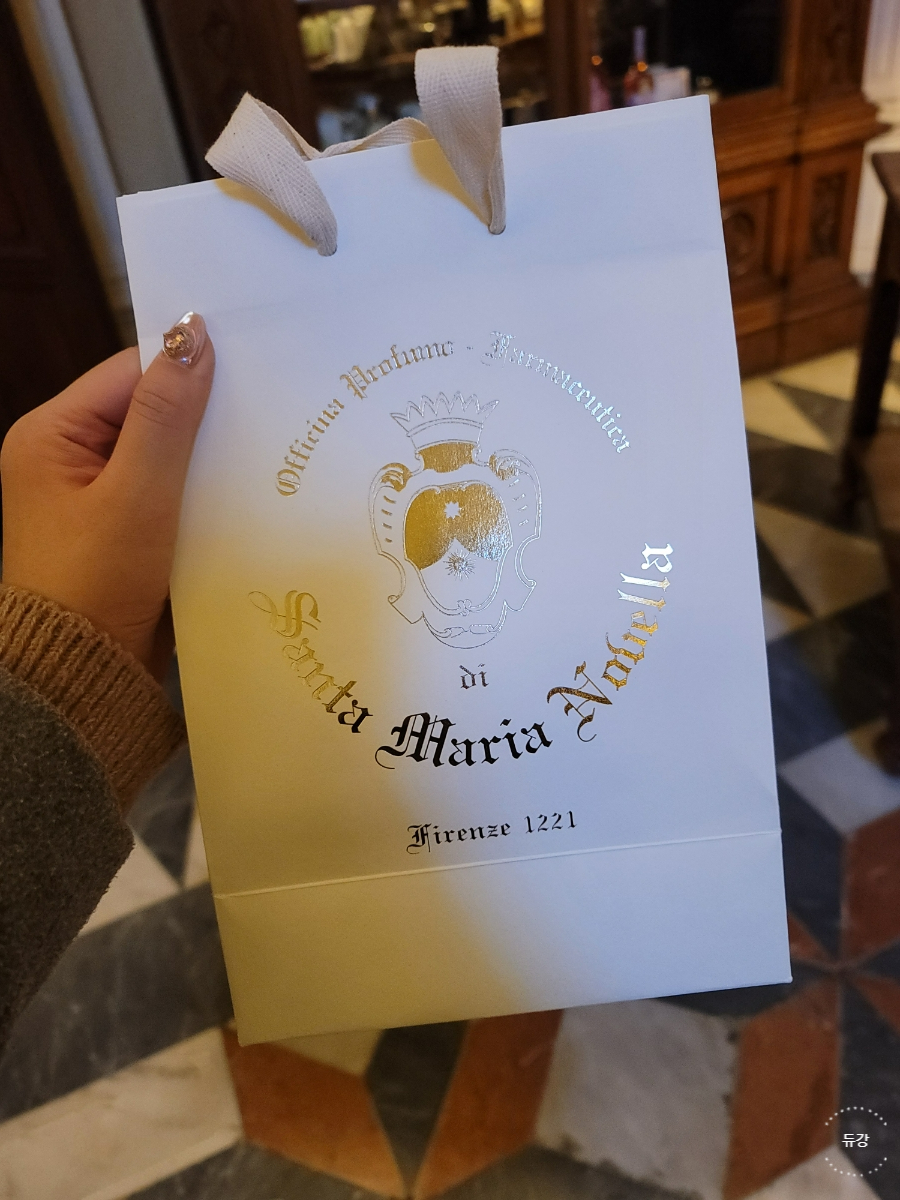 Officina Profumo - Farmaceutica
di
Santa Maria Novella
Firenze 1221
듀강